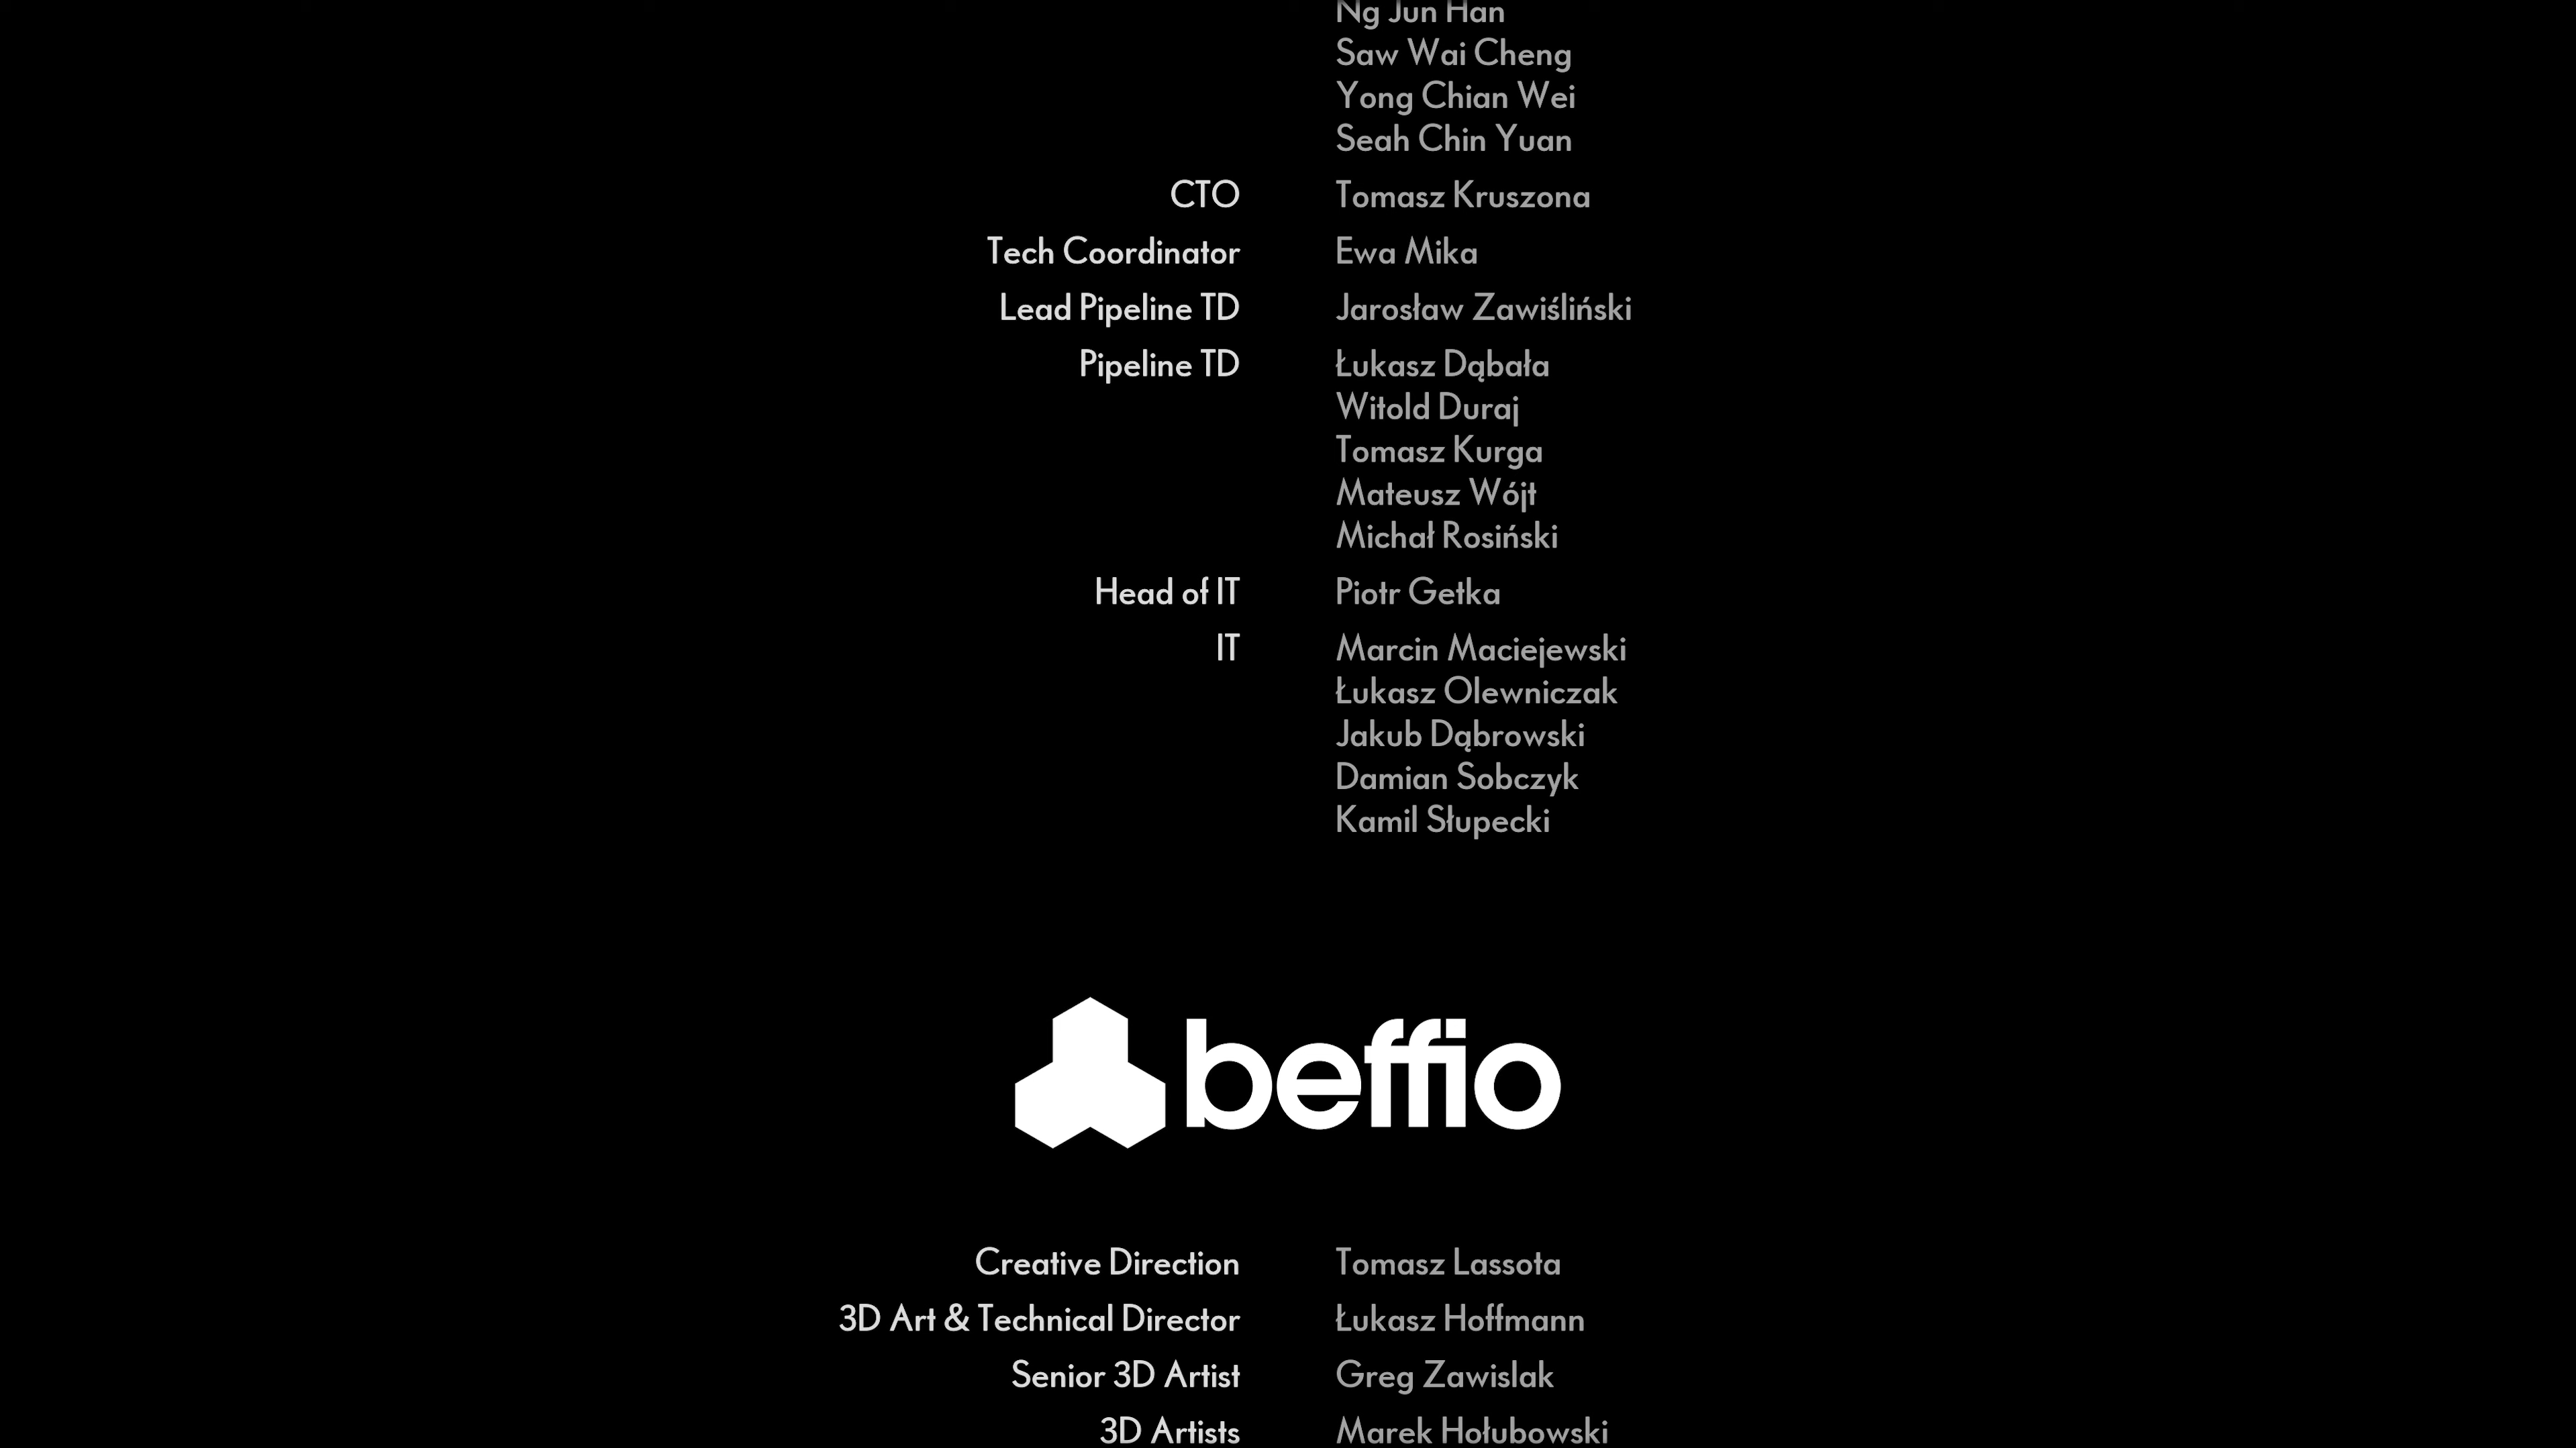 Ng Jun Han
Saw Wai Cheng
Yong Chian Wei
Seah Chin Yuan
CTO Tomasz Kruszona
Tech Coordinator Ewa Mika
Lead Pipeline TD Jarosław Zawiśliński
Pipeline TD Łukasz Dąbała
Witold Duraj
Tomasz Kurga
Mateusz Wójt
Michał Rosiński
Head of IT Piotr Getka
IT Marcin Maciejewski
Łukasz Olewniczak
Jakub Dąbrowski
Damian Sobczyk
Kamil Słupecki
beffio
Creative Direction Tomasz Lassota
3D Art & Technical Director Łukasz Hoffmann
Senior 3D Artist Greg Zawislak
3D Artists Marek Hołubowski